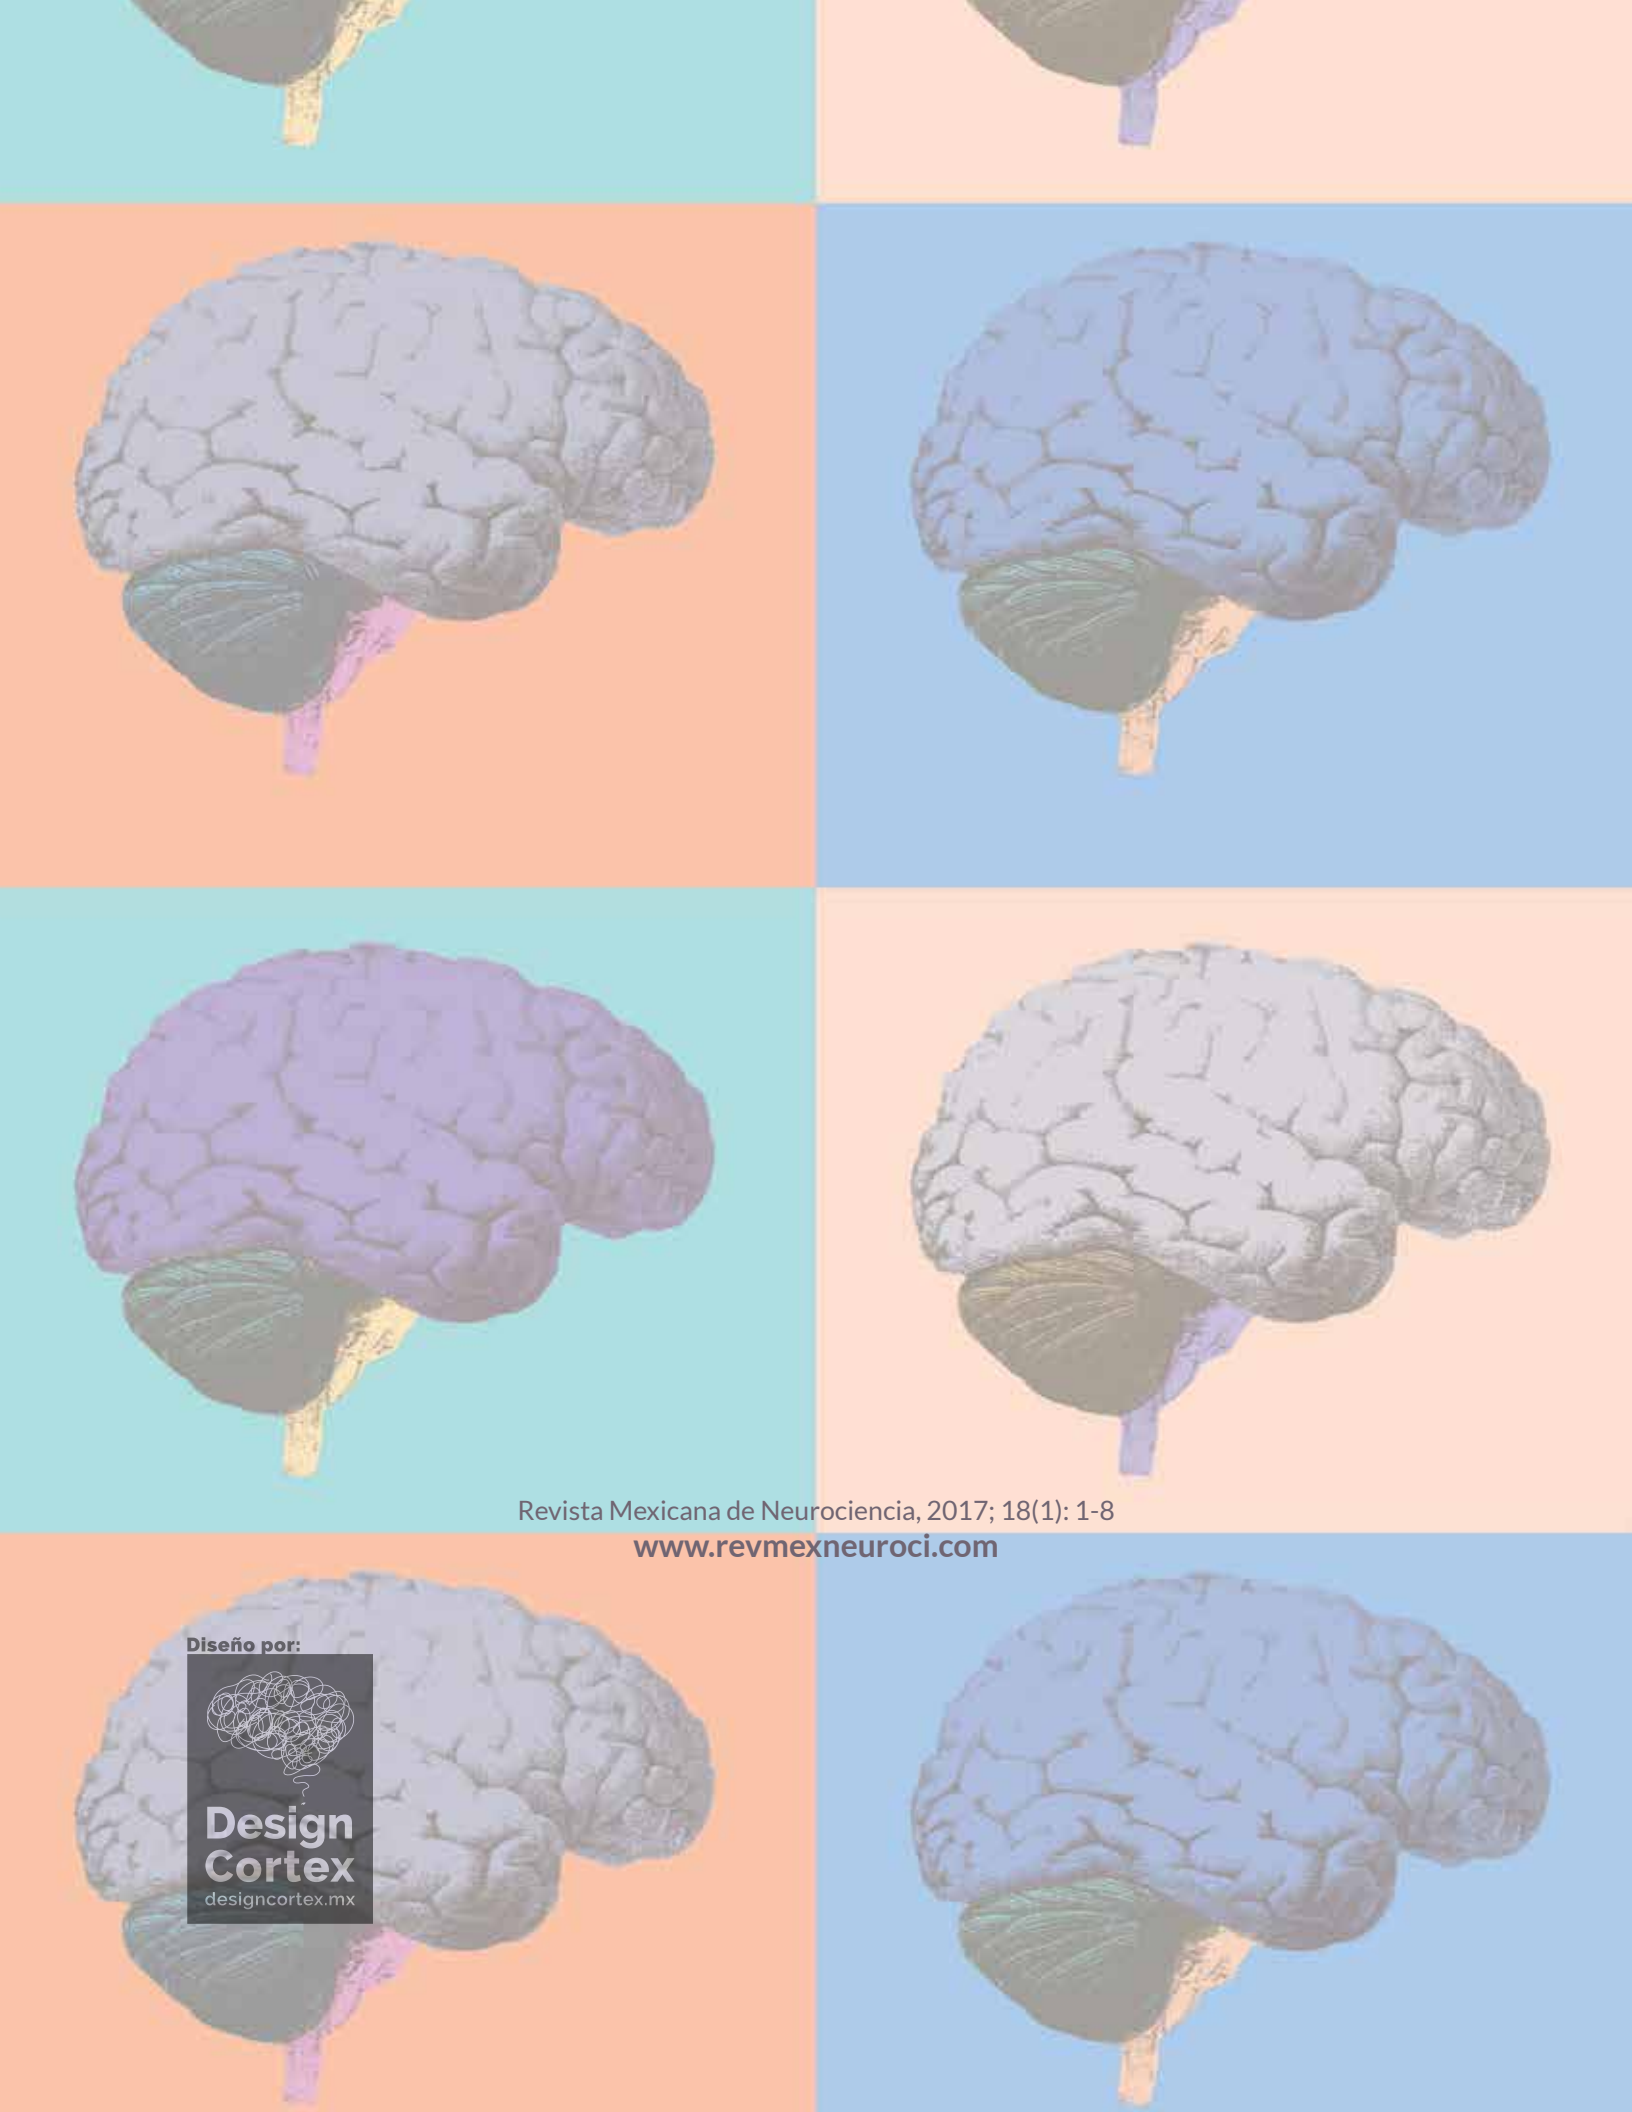 Revista Mexicana de Neurociencia, 2017; 18(1): 1-8
www.revmexneuroci.com
Diseño por:
Design
Cortex
designcortex.mx